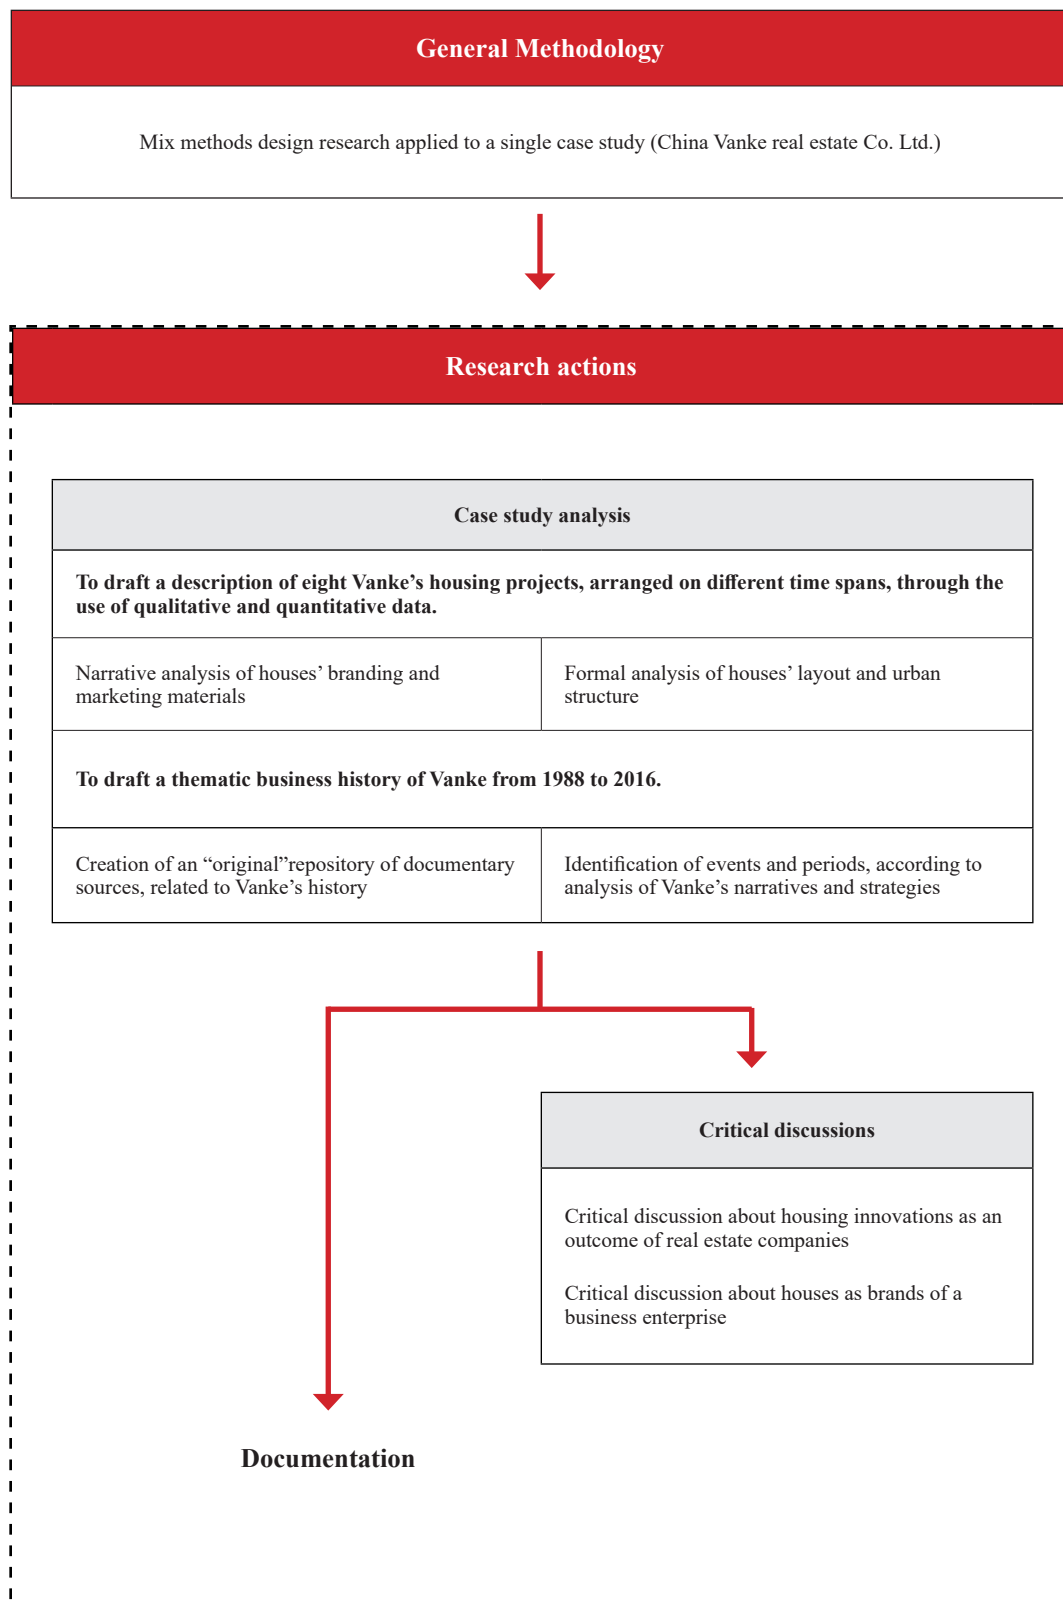 General Methodology
Mix methods design research applied to a single case study (China Vanke real estate Co. Ltd.)
Research actions
Case study analysis
To draft a description of eight Vanke’s housing projects, arranged on different time spans, through the
use of qualitative and quantitative data.
Narrative analysis of houses’ branding and
marketing materials
Formal analysis of houses’ layout and urban
structure
To draft a thematic business history of Vanke from 1988 to 2016.
Creation of an “original”repository of documentary
sources, related to Vanke’s history
Identification of events and periods, according to
analysis of Vanke’s narratives and strategies
Critical discussions
Critical discussion about housing innovations as an
outcome of real estate companies
Critical discussion about houses as brands of a
business enterprise
Documentation